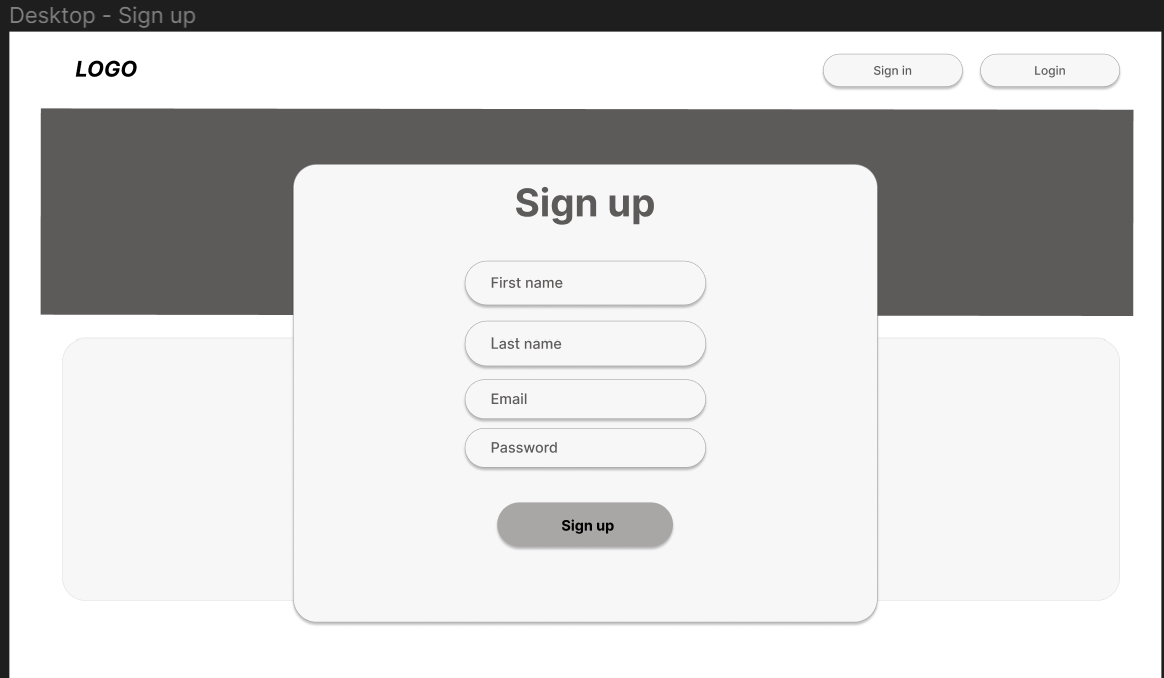 Desktop - Sign up
LOGO
Sign in
Login
Sign up
First name
Last name
Email
Password
Sign up